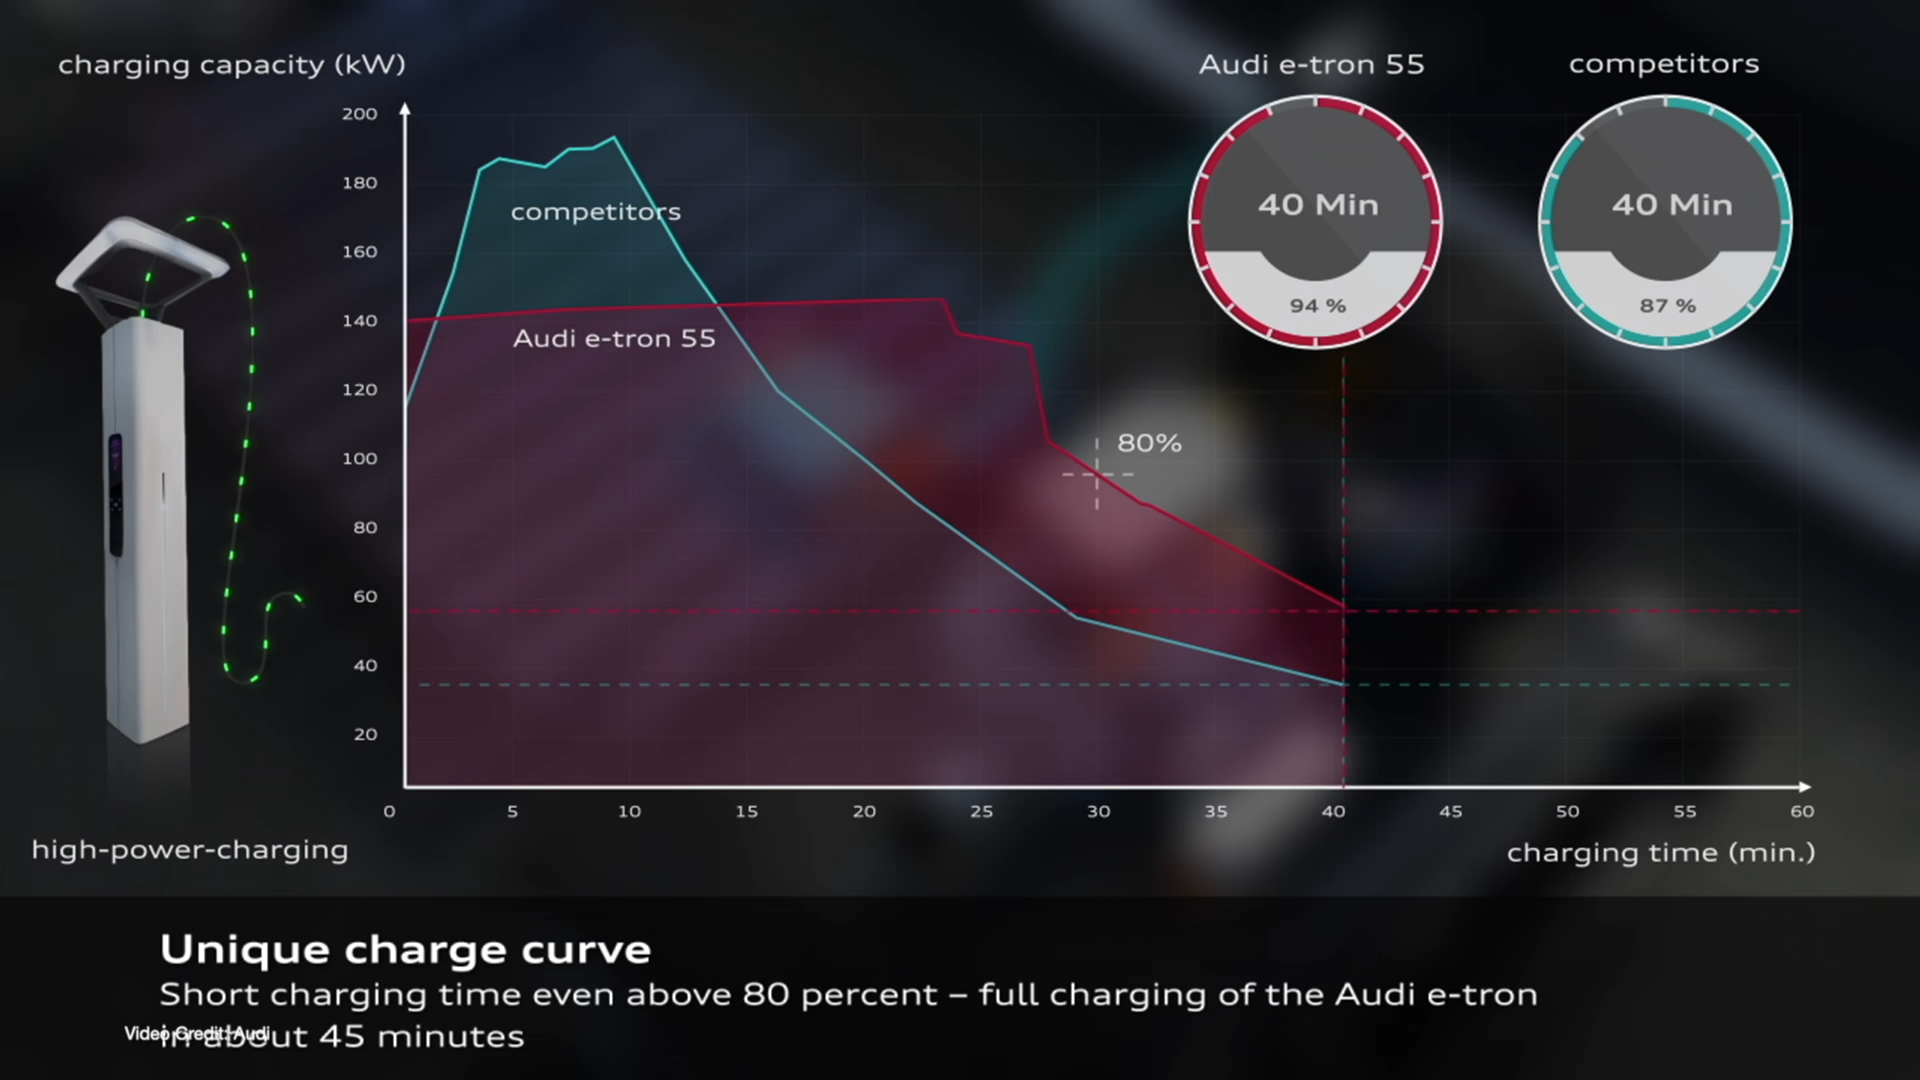 charging capacity (kW)
Audi e-tron 55
competitors
200
180
160
140
120
100
80
60
40
20
competitors
Audi e-tron 55
80%
40 Min
94 %
40 Min
87 %
0 5 10 15 20 25 30 35 40 45 50 55 60
high-power-charging
charging time (min.)
Unique charge curve
Short charging time even above 80 percent – full charging of the Audi e-tron
in about 45 minutes
Video Credit: Audi